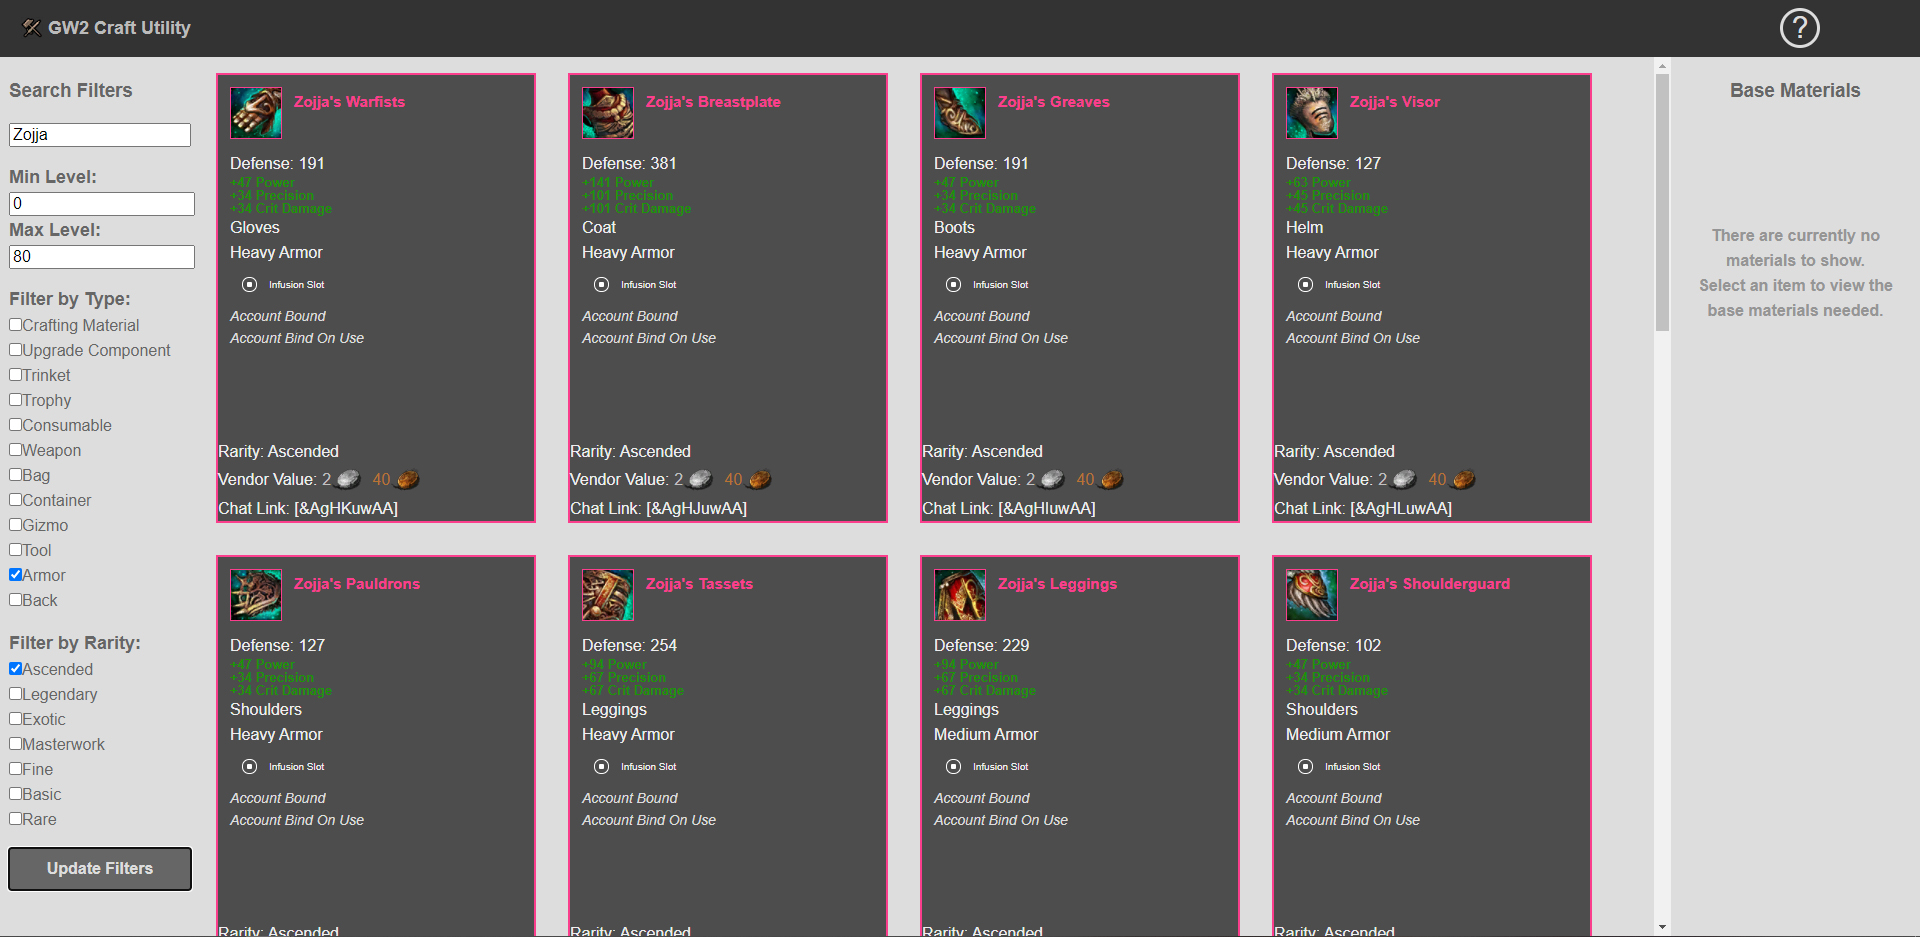 GW2 Craft Utility
?
Search Filters
Zojja
Min Level:
0
Max Level:
80
Filter by Type:
Crafting Material
Upgrade Component
Trinket
Trophy
Consumable
Weapon
Bag
Container
Gizmo
Tool
Armor
Back
Filter by Rarity:
Ascended
Legendary
Exotic
Masterwork
Fine
Basic
Rare
Update Filters
Zojja's Warfists
Defense: 191
+47 Power
+34 Precision
+34 Crit Damage
Gloves
Heavy Armor
Infusion Slot
Account Bound
Account Bind On Use
Rarity: Ascended
Vendor Value: 2 40
Chat Link: [&AgHKuwAA]
Zojja's Breastplate
Defense: 381
+141 Power
+101 Precision
+101 Crit Damage
Coat
Heavy Armor
Infusion Slot
Account Bound
Account Bind On Use
Rarity: Ascended
Vendor Value: 2 40
Chat Link: [&AgHJuwAA]
Zojja's Greaves
Defense: 191
+47 Power
+34 Precision
+34 Crit Damage
Boots
Heavy Armor
Infusion Slot
Account Bound
Account Bind On Use
Rarity: Ascended
Vendor Value: 2 40
Chat Link: [&AgHIuwAA]
Zojja's Visor
Defense: 127
+63 Power
+45 Precision
+45 Crit Damage
Helm
Heavy Armor
Infusion Slot
Account Bound
Account Bind On Use
Rarity: Ascended
Vendor Value: 2 40
Chat Link: [&AgHLuwAA]
Zojja's Pauldrons
Defense: 127
+47 Power
+34 Precision
+34 Crit Damage
Shoulders
Heavy Armor
Infusion Slot
Account Bound
Account Bind On Use
Rarity: Ascended
Zojja's Tassets
Defense: 254
+94 Power
+67 Precision
+67 Crit Damage
Leggings
Heavy Armor
Infusion Slot
Account Bound
Account Bind On Use
Rarity: Ascended
Zojja's Leggings
Defense: 229
+94 Power
+67 Precision
+67 Crit Damage
Leggings
Medium Armor
Infusion Slot
Account Bound
Account Bind On Use
Rarity: Ascended
Zojja's Shoulderguard
Defense: 102
+47 Power
+34 Precision
+34 Crit Damage
Shoulders
Medium Armor
Infusion Slot
Account Bound
Account Bind On Use
Rarity: Ascended
Base Materials
There are currently no
materials to show.
Select an item to view the
base materials needed.